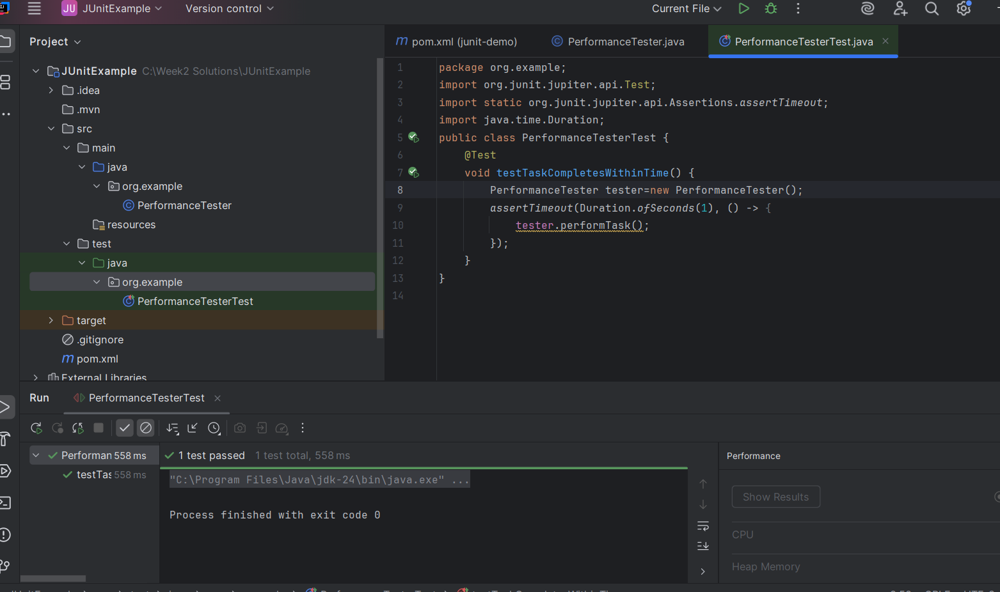 JU JUnitExample Version control Current File
Project
JUnitExample C:\Week2 Solutions\JUnitExample
.idea
.mvn
src
main
java
org.example
PerformanceTester
resources
test
java
org.example
PerformanceTesterTest
target
.gitignore
pom.xml
External Libraries
pom.xml (junit-demo) PerformanceTester.java PerformanceTesterTest.java
1 package org.example;
2 import org.junit.jupiter.api.Test;
3 import static org.junit.jupiter.api.Assertions.assertTimeout;
4 import java.time.Duration;
5 public class PerformanceTesterTest {
6 @Test
7 void testTaskCompletesWithinTime() {
8 PerformanceTester tester=new PerformanceTester();
9 assertTimeout(Duration.ofSeconds(1), () -> {
10 tester.performTask();
11 });
12 }
13 }
14
Run PerformanceTesterTest
Performan 558 ms
testTas 558 ms
1 test passed 1 test total, 558 ms
"C:\Program Files\Java\jdk-24\bin\java.exe" ...
Process finished with exit code 0
Performance
Show Results
CPU
Heap Memory